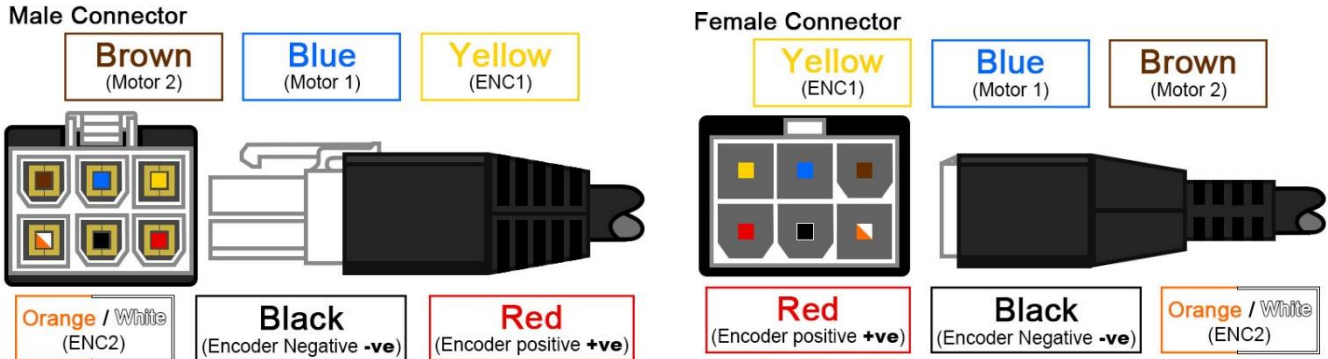 Male Connector
Brown
(Motor 2)
Blue
(Motor 1)
Yellow
(ENC1)
Orange / White
(ENC2)
Black
(Encoder Negative -ve)
Red
(Encoder positive +ve)
Female Connector
Yellow
(ENC1)
Blue
(Motor 1)
Brown
(Motor 2)
Red
(Encoder positive +ve)
Black
(Encoder Negative -ve)
Orange / White
(ENC2)